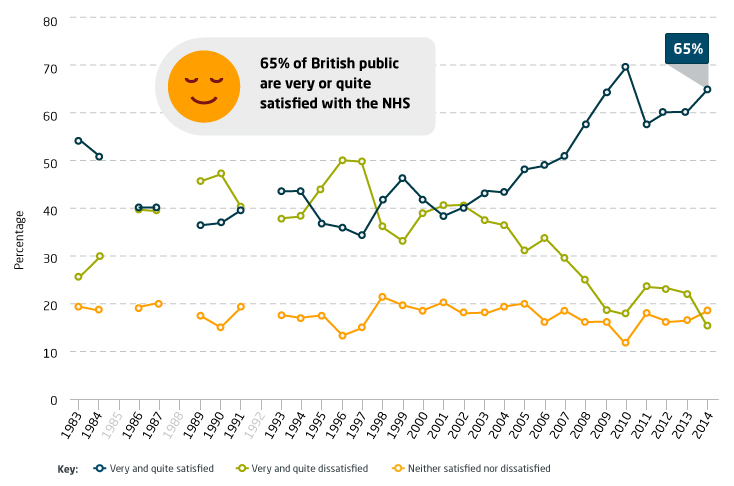 80
70
60
50
40
30
20
10
0
Percentage
65% of British public
are very or quite
satisfied with the NHS
65%
1983 1984 1985 1986 1987 1988 1989 1990 1991 1992 1993 1994 1995 1996 1997 1998 1999 2000 2001 2002 2003 2004 2005 2006 2007 2008 2009 2010 2011 2012 2013 2014
Key: Very and quite satisfied Very and quite dissatisfied Neither satisfied nor dissatisfied